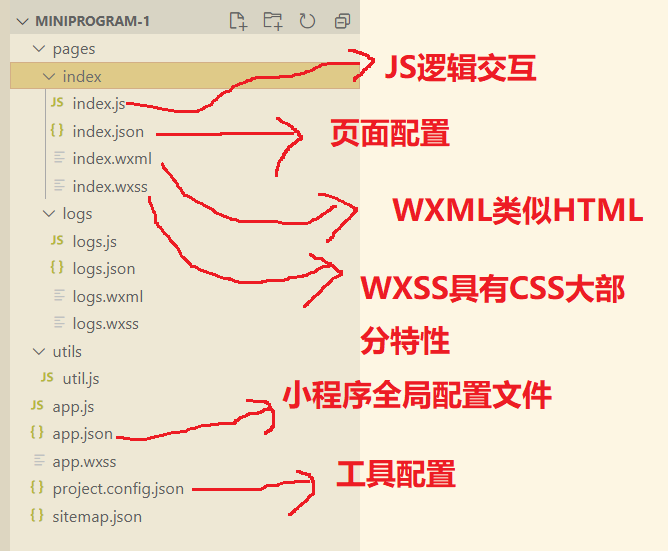 MINIPROGRAM-1
pages
index
JS index.js
JS逻辑交互
{} index.json
页面配置
index.wxml
index.wxss
WXML类似HTML
logs
JS logs.js
{} logs.json
WXSS具有CSS大部
分特性
logs.wxml
logs.wxss
utils
JS util.js
JS app.js
小程序全局配置文件
{} app.json
app.wxss
{} project.config.json
工具配置
{} sitemap.json